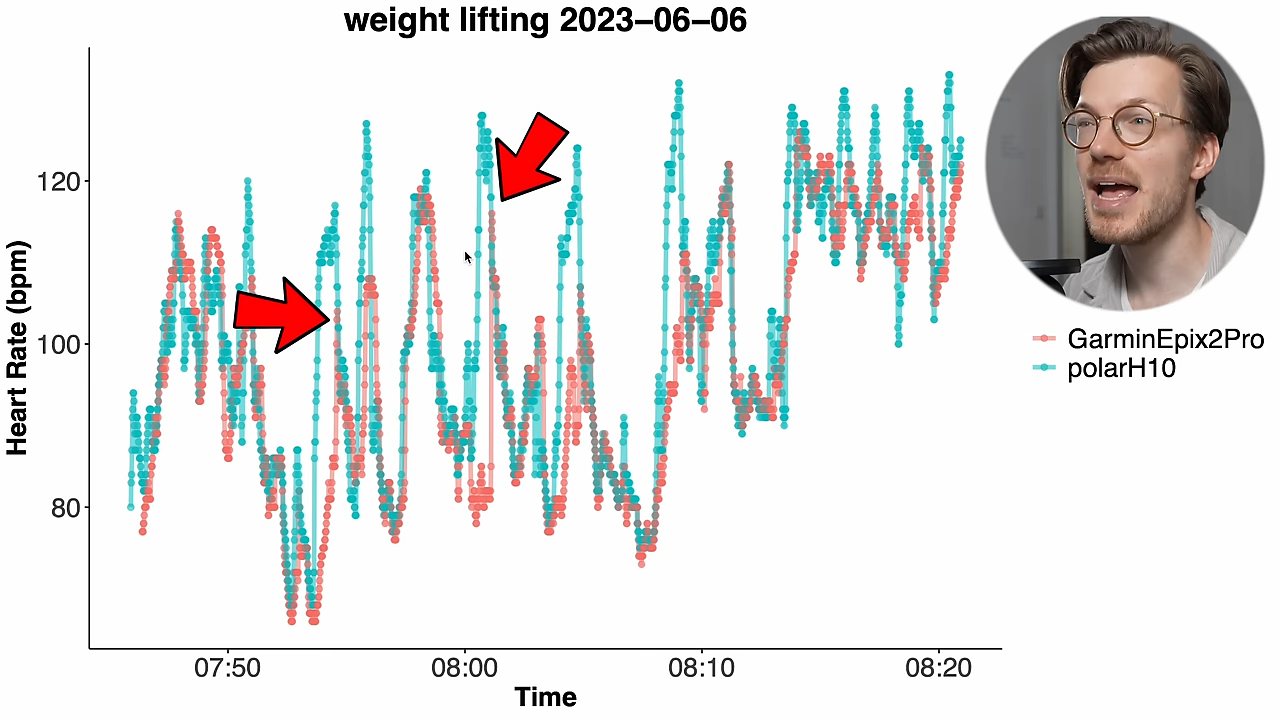 weight lifting 2023–06–06
Heart Rate (bpm)
120
100
80
07:50
08:00
08:10
08:20
Time
GarminEpix2Pro
polarH10